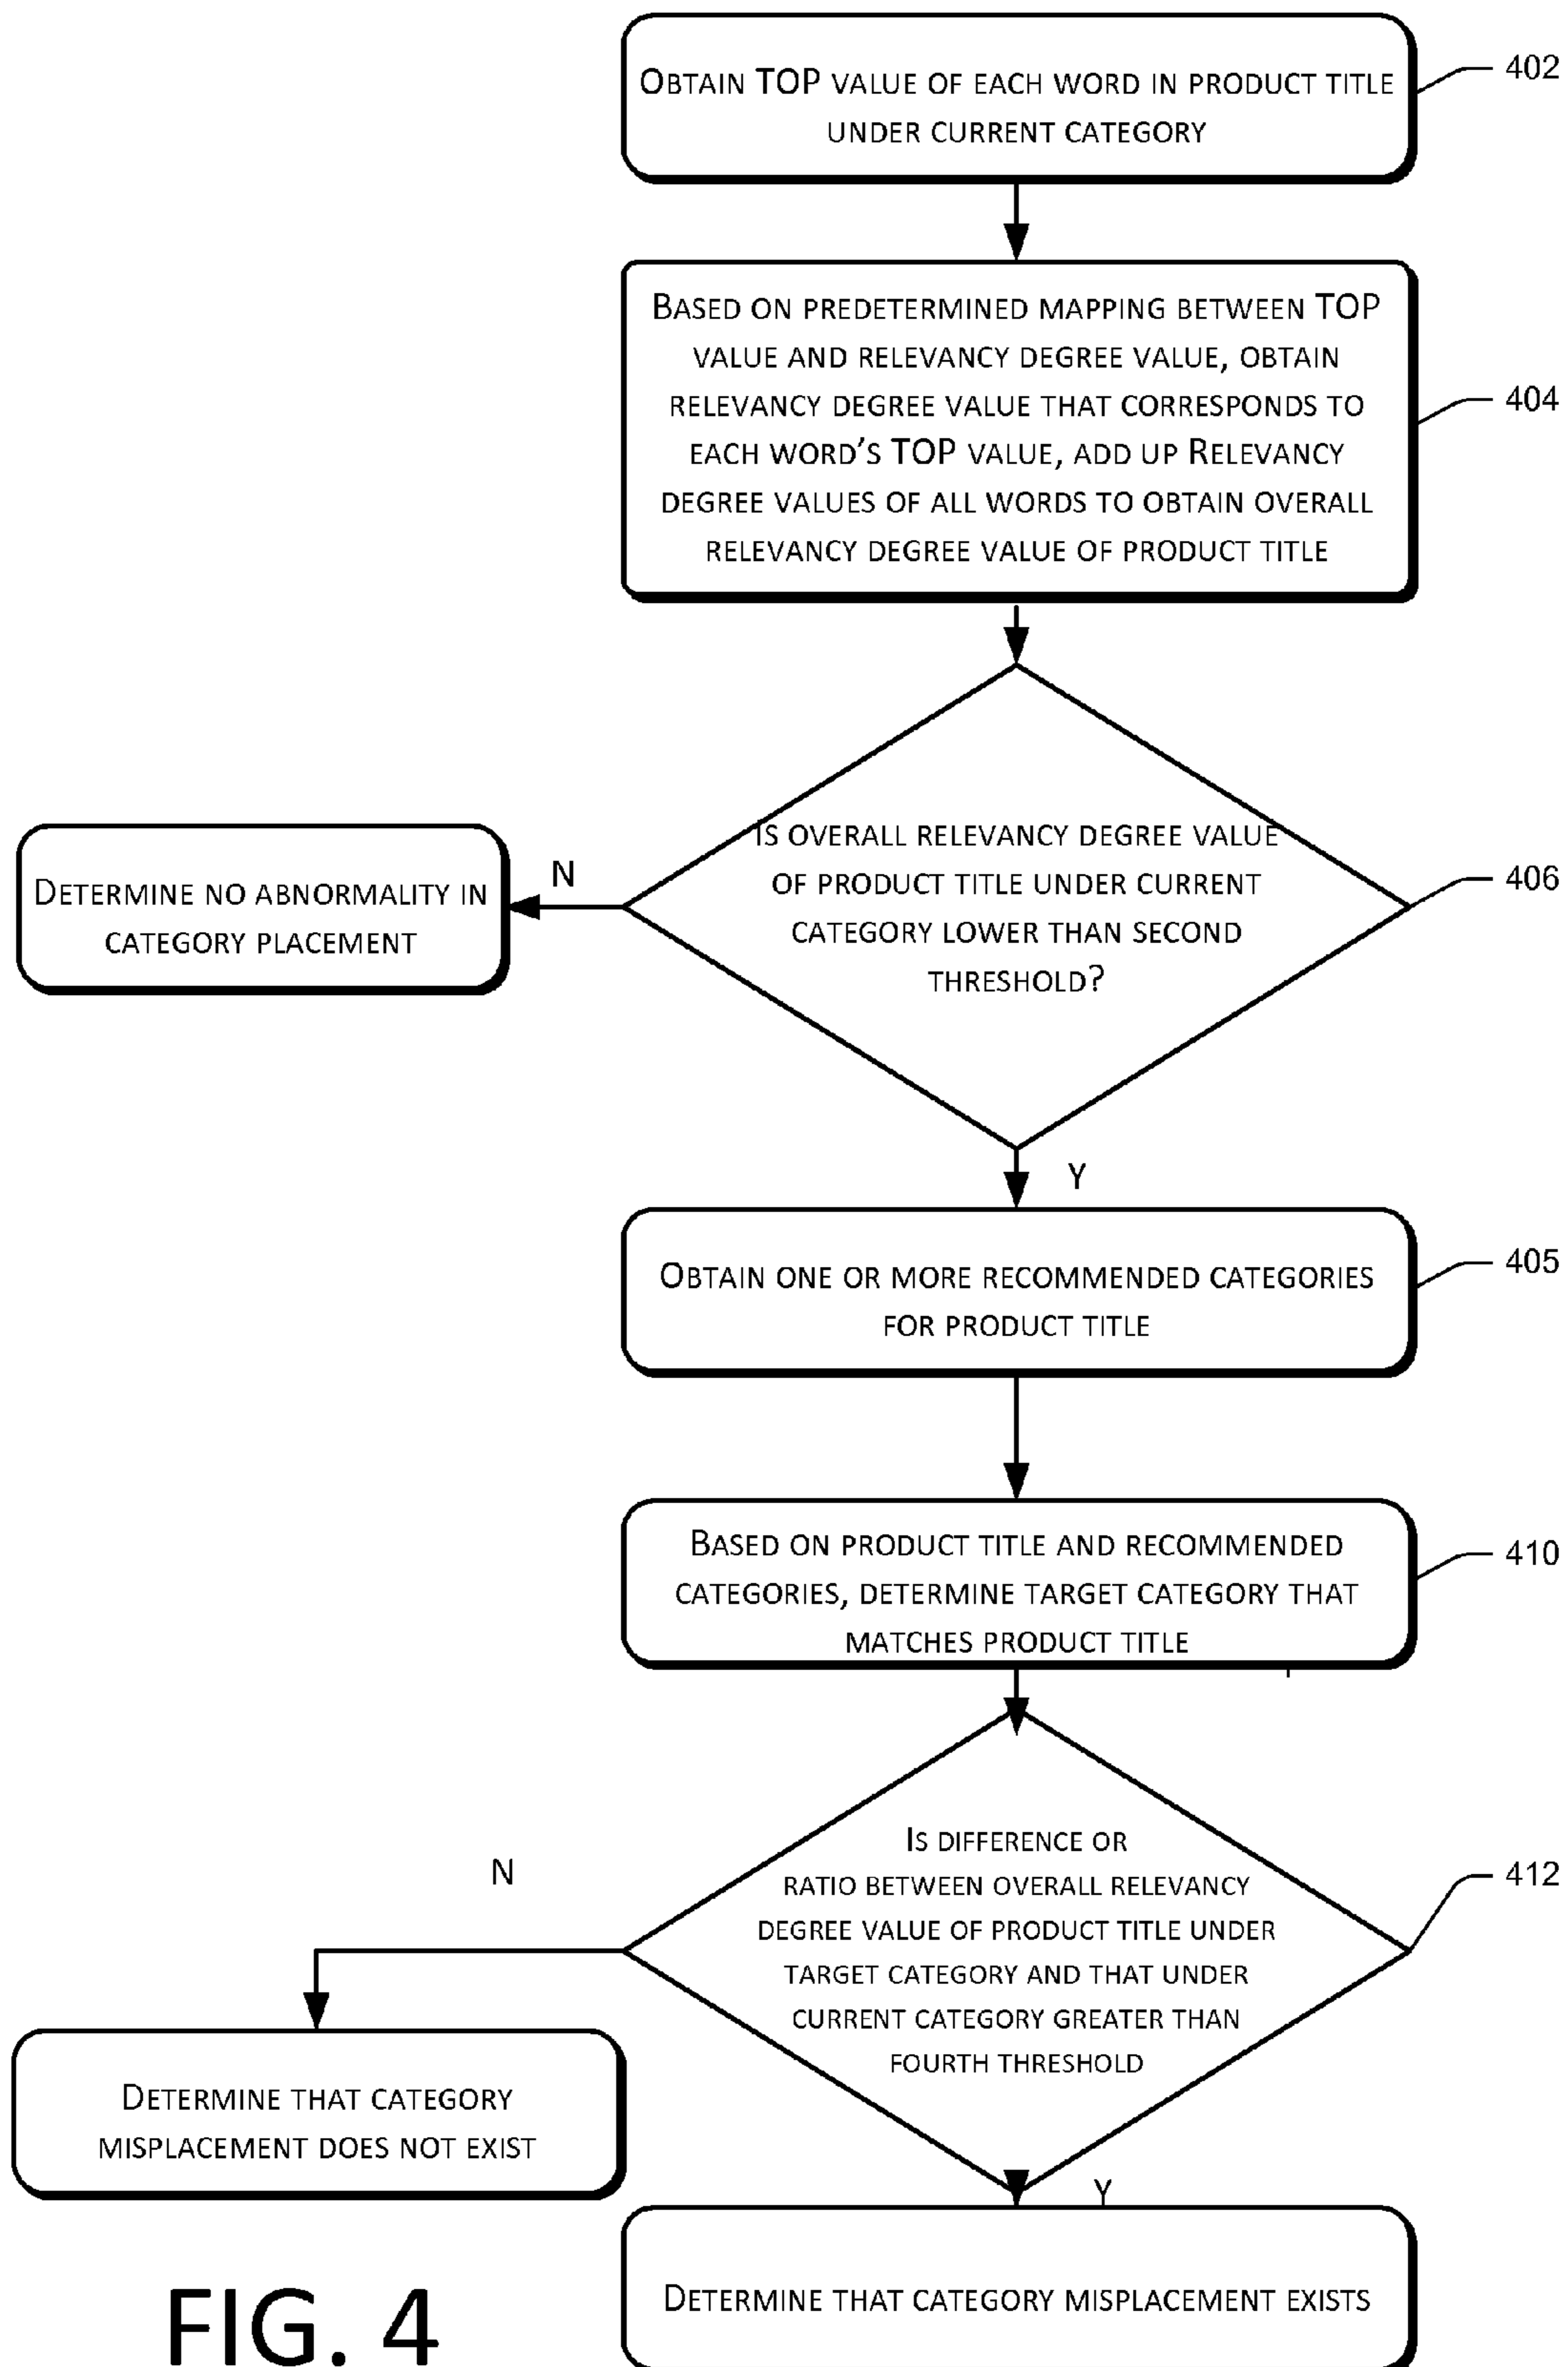 OBTAIN TOP VALUE OF EACH WORD IN PRODUCT TITLE
UNDER CURRENT CATEGORY
402
BASED ON PREDETERMINED MAPPING BETWEEN TOP
VALUE AND RELEVANCY DEGREE VALUE, OBTAIN
RELEVANCY DEGREE VALUE THAT CORRESPONDS TO
EACH WORD'S TOP VALUE, ADD UP RELEVANCY
DEGREE VALUES OF ALL WORDS TO OBTAIN OVERALL
RELEVANCY DEGREE VALUE OF PRODUCT TITLE
404
IS OVERALL RELEVANCY DEGREE VALUE
OF PRODUCT TITLE UNDER CURRENT
CATEGORY LOWER THAN SECOND
THRESHOLD?
406
N
DETERMINE NO ABNORMALITY IN
CATEGORY PLACEMENT
Y
OBTAIN ONE OR MORE RECOMMENDED CATEGORIES
FOR PRODUCT TITLE
405
BASED ON PRODUCT TITLE AND RECOMMENDED
CATEGORIES, DETERMINE TARGET CATEGORY THAT
MATCHES PRODUCT TITLE
410
IS DIFFERENCE OR
RATIO BETWEEN OVERALL RELEVANCY
DEGREE VALUE OF PRODUCT TITLE UNDER
TARGET CATEGORY AND THAT UNDER
CURRENT CATEGORY GREATER THAN
FOURTH THRESHOLD
412
N
DETERMINE THAT CATEGORY
MISPLACEMENT DOES NOT EXIST
Y
DETERMINE THAT CATEGORY MISPLACEMENT EXISTS
FIG. 4